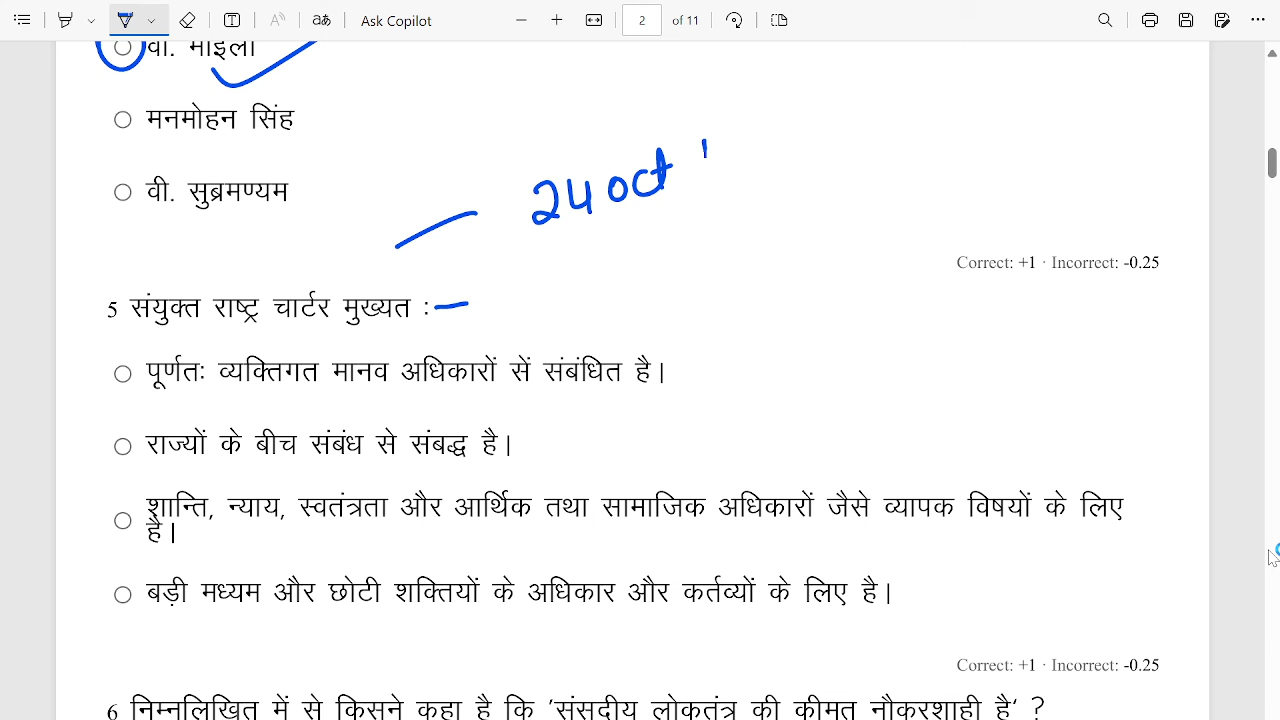 Ask Copilot
2 of 11
वी. माइली
मनमोहन सिंह
वी. सुब्रमण्यम
24 oct '
Correct: +1 · Incorrect: -0.25
5 संयुक्त राष्ट्र चार्टर मुख्यत :
पूर्णतः व्यक्तिगत मानव अधिकारों सें संबंधित है।
राज्यों के बीच संबंध से संबद्ध है।
शान्ति, न्याय, स्वतंत्रता और आर्थिक तथा सामाजिक अधिकारों जैसे व्यापक विषयों के लिए
है।
बड़ी मध्यम और छोटी शक्तियों के अधिकार और कर्तव्यों के लिए है।
Correct: +1 · Incorrect: -0.25
6 निम्नलिखित में से किसने कहा है कि 'संसदीय लोकतंत्र की कीमत नौकरशाही है' ?